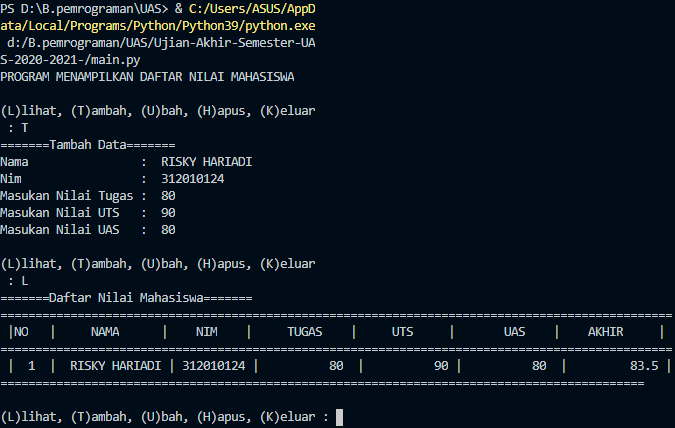 PS D:\B.pemrograman\UAS> & C:/Users/ASUS/AppD
ata/Local/Programs/Python/Python39/python.exe
 d:/B.pemrograman/UAS/Ujian-Akhir-Semester-UA
S-2020-2021-/main.py
PROGRAM MENAMPILKAN DAFTAR NILAI MAHASISWA

(L)lihat, (T)ambah, (U)bah, (H)apus, (K)eluar
 : T
=======Tambah Data=======
Nama                :  RISKY HARIADI
Nim                 :  312010124
Masukan Nilai Tugas :  80
Masukan Nilai UTS   :  90
Masukan Nilai UAS   :  80

(L)lihat, (T)ambah, (U)bah, (H)apus, (K)eluar
 : L
=======Daftar Nilai Mahasiswa=======
================================================================================================
 |NO   |     NAMA      |    NIM    |     TUGAS    |     UTS       |       UAS    |     AKHIR     |
================================================================================================
 |  1  |  RISKY HARIADI | 312010124 |          80  |          90 |          80  |         83.5 |
============================================================================================

(L)lihat, (T)ambah, (U)bah, (H)apus, (K)eluar :